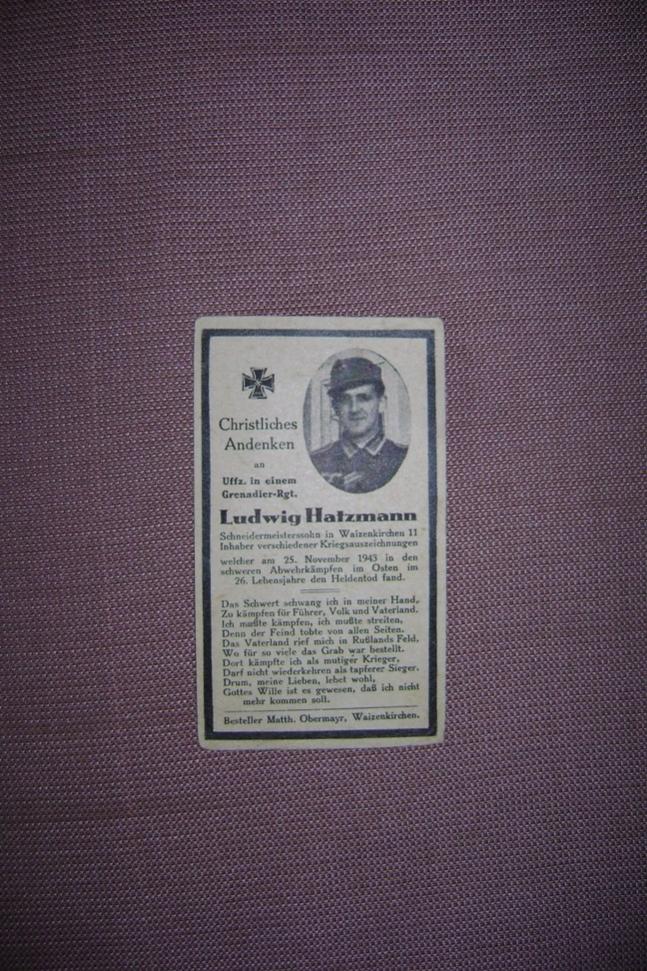 Christliches
Andenken
an
Uffz. in einem
Grenadier-Rgt.
Ludwig Hatzmann
Schneidermeisterssohn in Waizenkirchen 11
Inhaber verschiedener Kriegsauszeichnungen
welcher am 25. November 1943 in den
schweren Abwehrkämpfen im Osten im
26. Lebensjahre den Heldentod fand.
Das Schwert schwang ich in meiner Hand,
Zu kämpfen für Führer, Volk und Vaterland.
Ich mußte kämpfen, ich mußte streiten,
Denn der Feind tobte von allen Seiten.
Das Vaterland rief mich in Rußlands Feld,
Wo für so viele das Grab war bestellt.
Dort kämpfte ich als mutiger Krieger,
Darf nicht wiederkehren als tapferer Sieger.
Drum, meine Lieben, lebet wohl,
Gottes Wille ist es gewesen, daß ich nicht
mehr kommen soll.
Besteller Matth. Obermayr, Waizenkirchen.